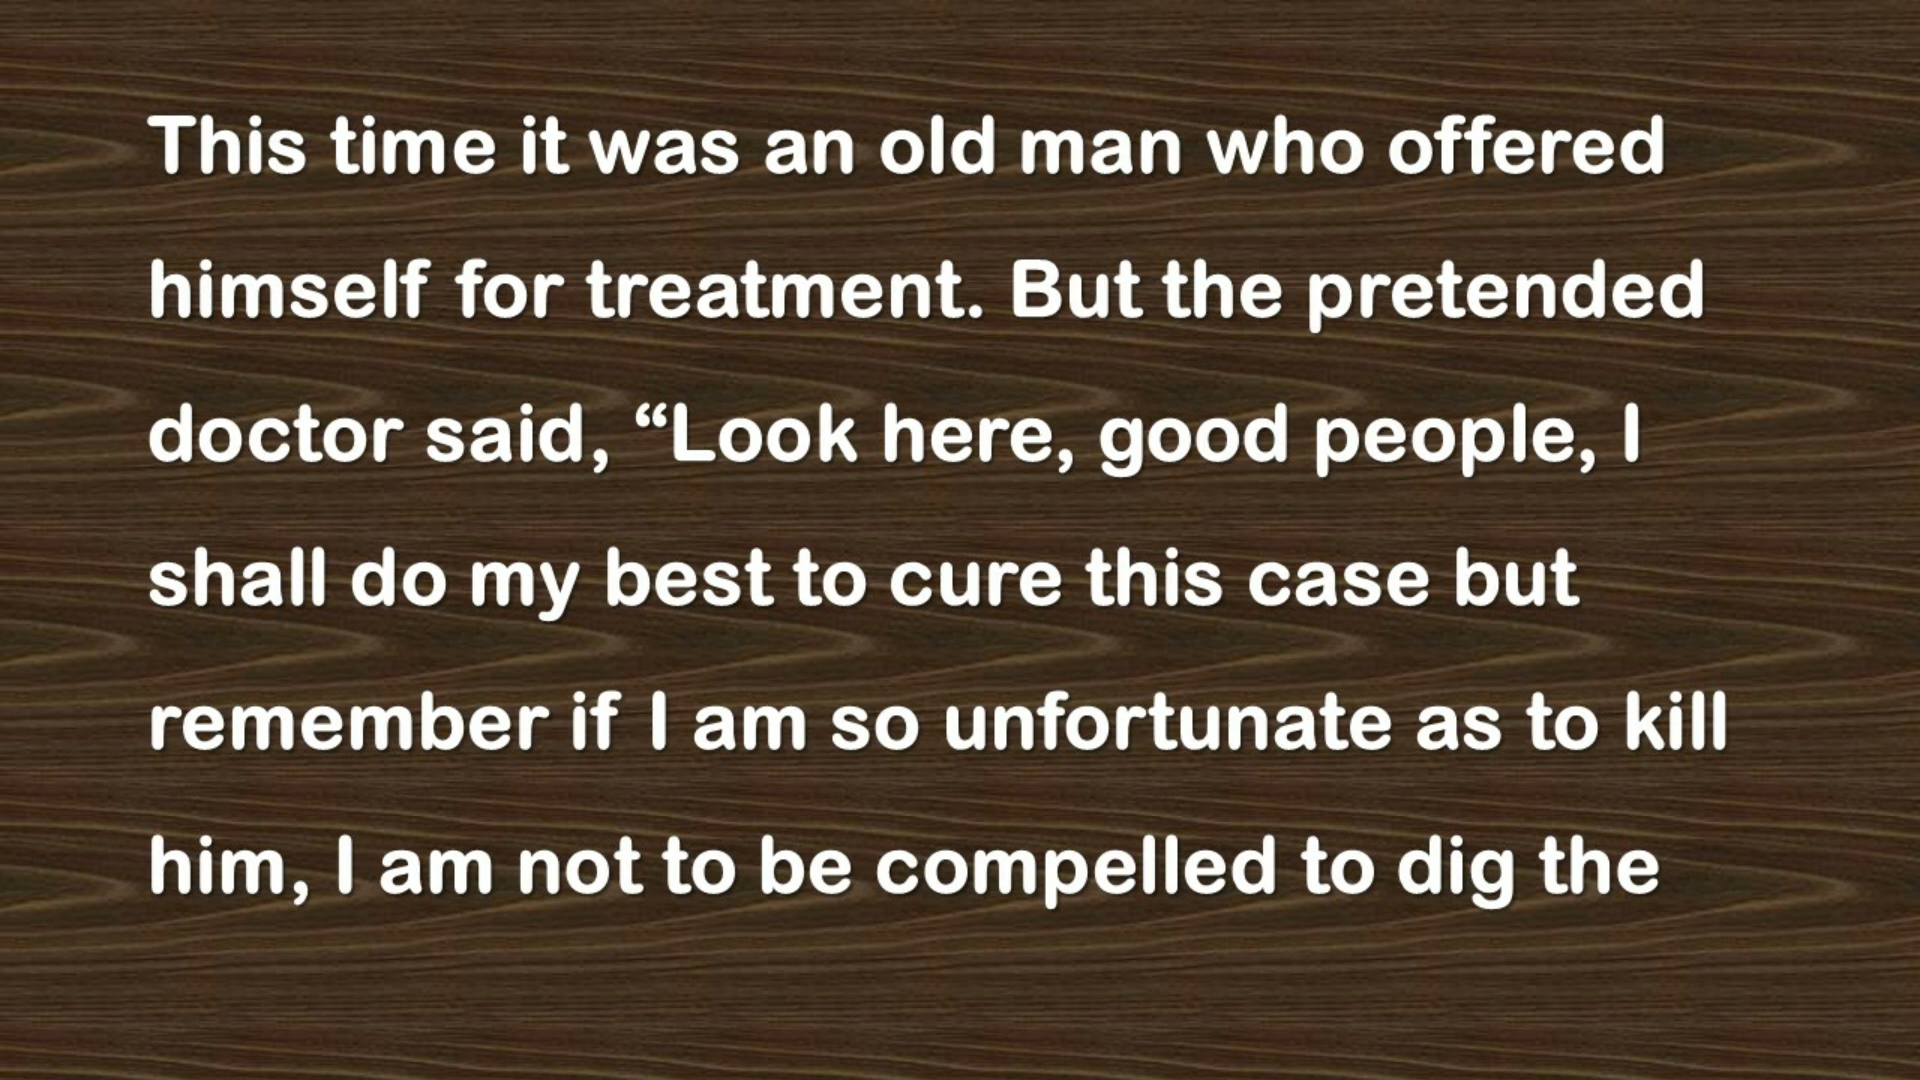 This time it was an old man who offered
himself for treatment. But the pretended
doctor said, “Look here, good people, I
shall do my best to cure this case but
remember if I am so unfortunate as to kill
him, I am not to be compelled to dig the